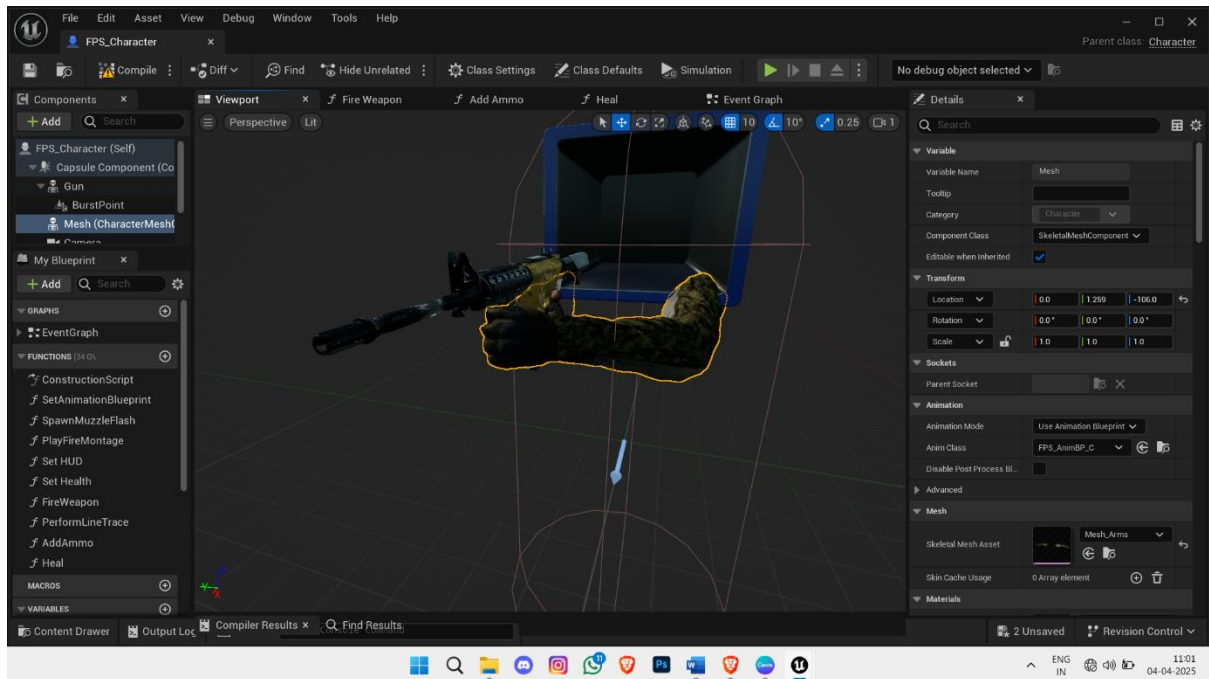 File Edit Asset View Debug Window Tools Help
FPS_Character
Parent class: Character
Compile Diff Find Hide Unrelated Class Settings Class Defaults Simulation No debug object selected
Components Viewport Fire Weapon Add Ammo Heal Event Graph Details
Add Search Perspective Lit 10 10° 0.25 1 Search
FPS_Character (Self)
Capsule Component (Co
Gun
BurstPoint
Mesh (CharacterMesh
Camera
My Blueprint
Add Search
GRAPHS
EventGraph
FUNCTIONS
ConstructionScript
SetAnimationBlueprint
SpawnMuzzleFlash
PlayFireMontage
Set HUD
Set Health
FireWeapon
PerformLineTrace
AddAmmo
Heal
MACROS
VARIABLES
Variable
Variable Name Mesh
Tooltip
Category Character
Component Class SkeletalMeshComponent
Editable when Inherited
Transform
Location 0.0 1.259 -106.0
Rotation 0.0° 0.0° 0.0°
Scale 1.0 1.0 1.0
Sockets
Parent Socket
Animation
Animation Mode Use Animation Blueprint
Anim Class FPS_AnimBP_C
Disable Post Process Bl...
Advanced
Mesh
Skeletal Mesh Asset Mesh_Arms
Skin Cache Usage 0 Array element
Materials
Content Drawer Output Log Compiler Results Find Results 2 Unsaved Revision Control
ENG
IN
11:01
04-04-2025